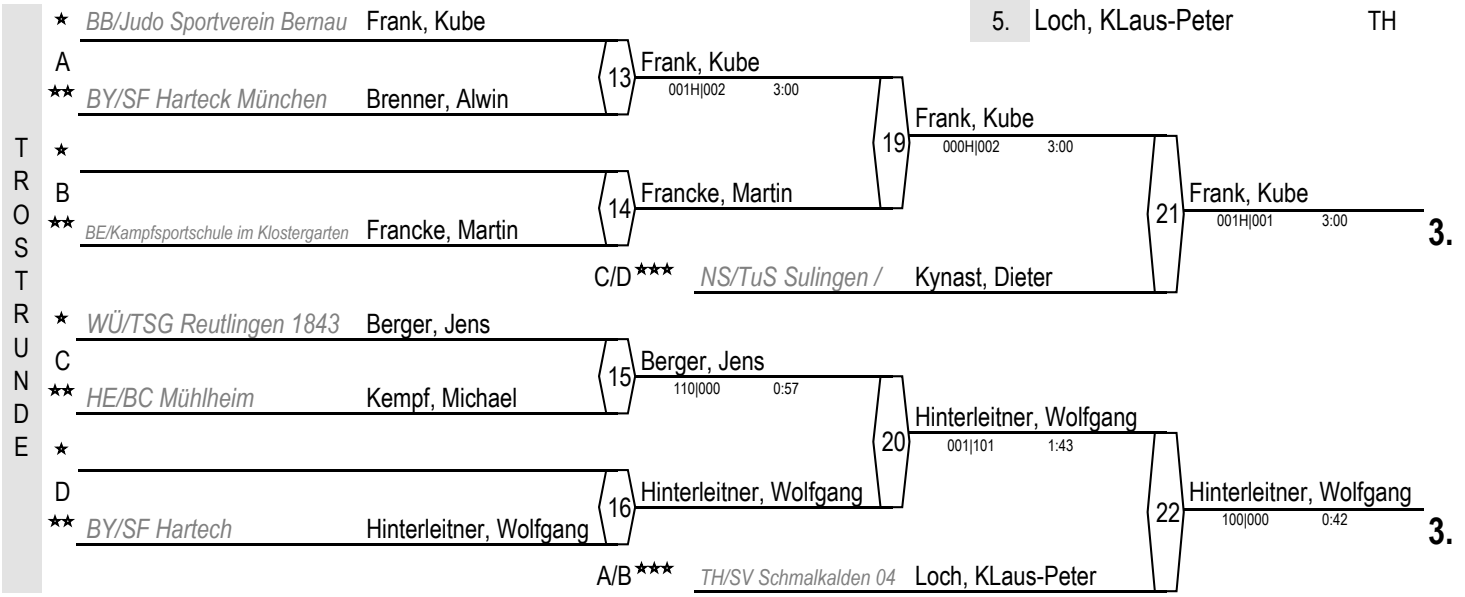 TROSTRUNDE
BB/Judo Sportverein Bernau Frank, Kube
5. Loch, KLaus-Peter TH
A
13 Frank, Kube
001H|002 3:00
BY/SF Harteck München Brenner, Alwin
19 Frank, Kube
000H|002 3:00
B
14 Francke, Martin
BE/Kampfsportschule im Klostergarten Francke, Martin
21 Frank, Kube
001H|001 3:00
3.
C/D NS/TuS Sulingen / Kynast, Dieter
WÜ/TSG Reutlingen 1843 Berger, Jens
C
15 Berger, Jens
110|000 0:57
HE/BC Mühlheim Kempf, Michael
20 Hinterleitner, Wolfgang
001|101 1:43
D
16 Hinterleitner, Wolfgang
BY/SF Hartech Hinterleitner, Wolfgang
22 Hinterleitner, Wolfgang
100|000 0:42
3.
A/B TH/SV Schmalkalden 04 Loch, KLaus-Peter